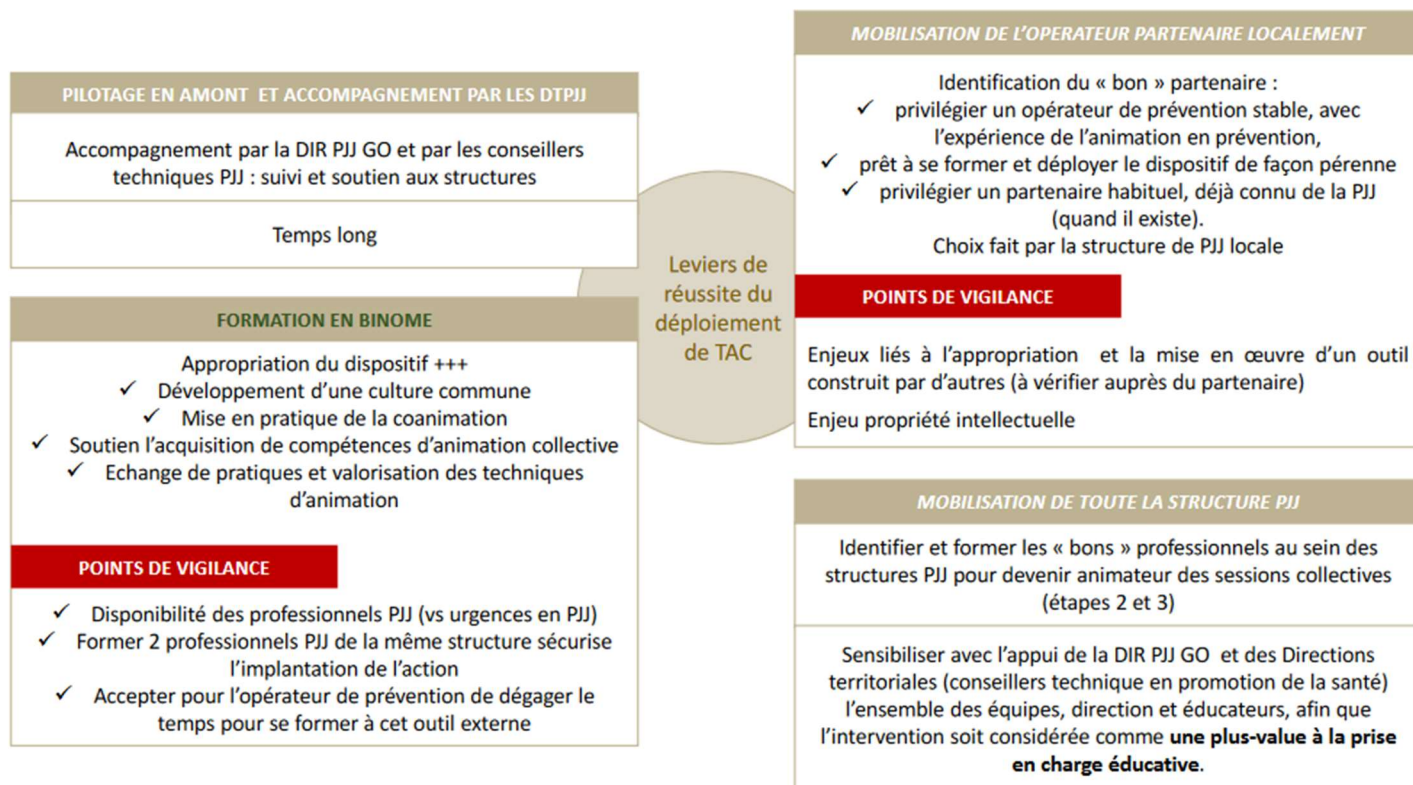 PILOTAGE EN AMONT ET ACCOMPAGNEMENT PAR LES DTPJJ
Accompagnement par la DIR PJJ GO et par les conseillers
techniques PJJ : suivi et soutien aux structures
Temps long
FORMATION EN BINOME
Appropriation du dispositif +++
✓ Développement d'une culture commune
✓ Mise en pratique de la coanimation
✓ Soutien l'acquisition de compétences d'animation collective
✓ Echange de pratiques et valorisation des techniques
d'animation
POINTS DE VIGILANCE
✓ Disponibilité des professionnels PJJ (vs urgences en PJJ)
✓ Former 2 professionnels PJJ de la même structure sécurise
l'implantation de l'action
✓ Accepter pour l'opérateur de prévention de dégager le
temps pour se former à cet outil externe
Leviers de
réussite du
déploiement
de TAC
MOBILISATION DE L'OPERATEUR PARTENAIRE LOCALEMENT
Identification du « bon » partenaire :
✓ privilégier un opérateur de prévention stable, avec
l'expérience de l'animation en prévention,
✓ prêt à se former et déployer le dispositif de façon pérenne
✓ privilégier un partenaire habituel, déjà connu de la PJJ
(quand il existe).
Choix fait par la structure de PJJ locale
POINTS DE VIGILANCE
Enjeux liés à l'appropriation et la mise en œuvre d'un outil
construit par d'autres (à vérifier auprès du partenaire)
Enjeu propriété intellectuelle
MOBILISATION DE TOUTE LA STRUCTURE PJJ
Identifier et former les « bons » professionnels au sein des
structures PJJ pour devenir animateur des sessions collectives
(étapes 2 et 3)
Sensibiliser avec l'appui de la DIR PJJ GO et des Directions
territoriales (conseillers technique en promotion de la santé)
l'ensemble des équipes, direction et éducateurs, afin que
l'intervention soit considérée comme une plus-value à la prise
en charge éducative.